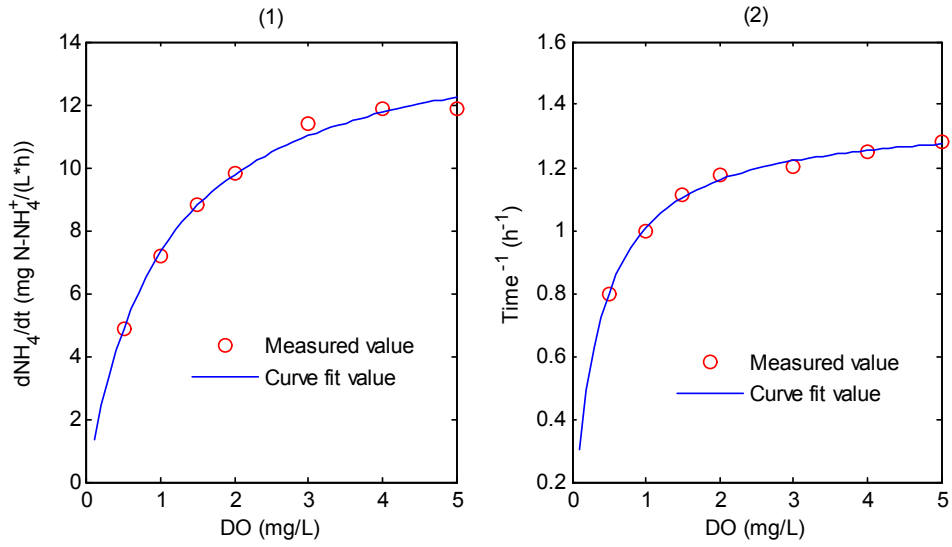 (1)
14
12
10
8
6
4
2
0
0 1 2 3 4 5
dNH₄/dt (mg N-NH₄⁺/(L*h))
DO (mg/L)
Measured value
Curve fit value
(2)
1.6
1.4
1.2
1
0.8
0.6
0.4
0.2
0 1 2 3 4 5
Time⁻¹ (h⁻¹)
DO (mg/L)
Measured value
Curve fit value